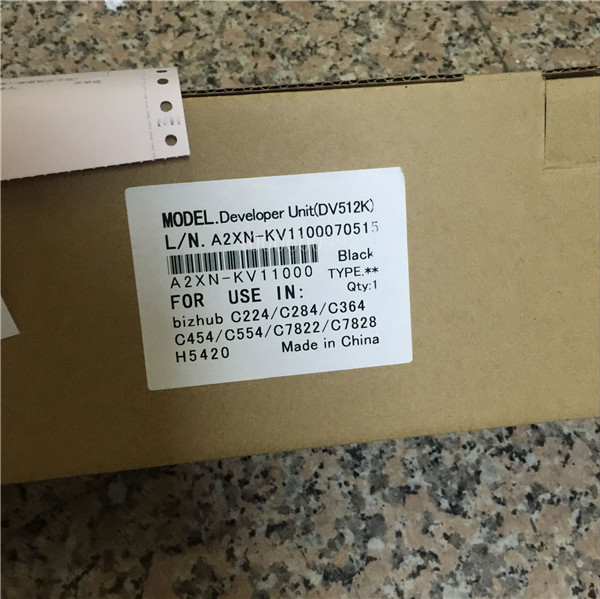 MODEL.Developer Unit(DV512K)
L/N. A2XN-KV1100070515
Black
A2XN-KV11000 TYPE.**
FOR USE IN: Qty:1
bizhub C224/C284/C364
C454/C554/C7822/C7828
H5420 Made in China